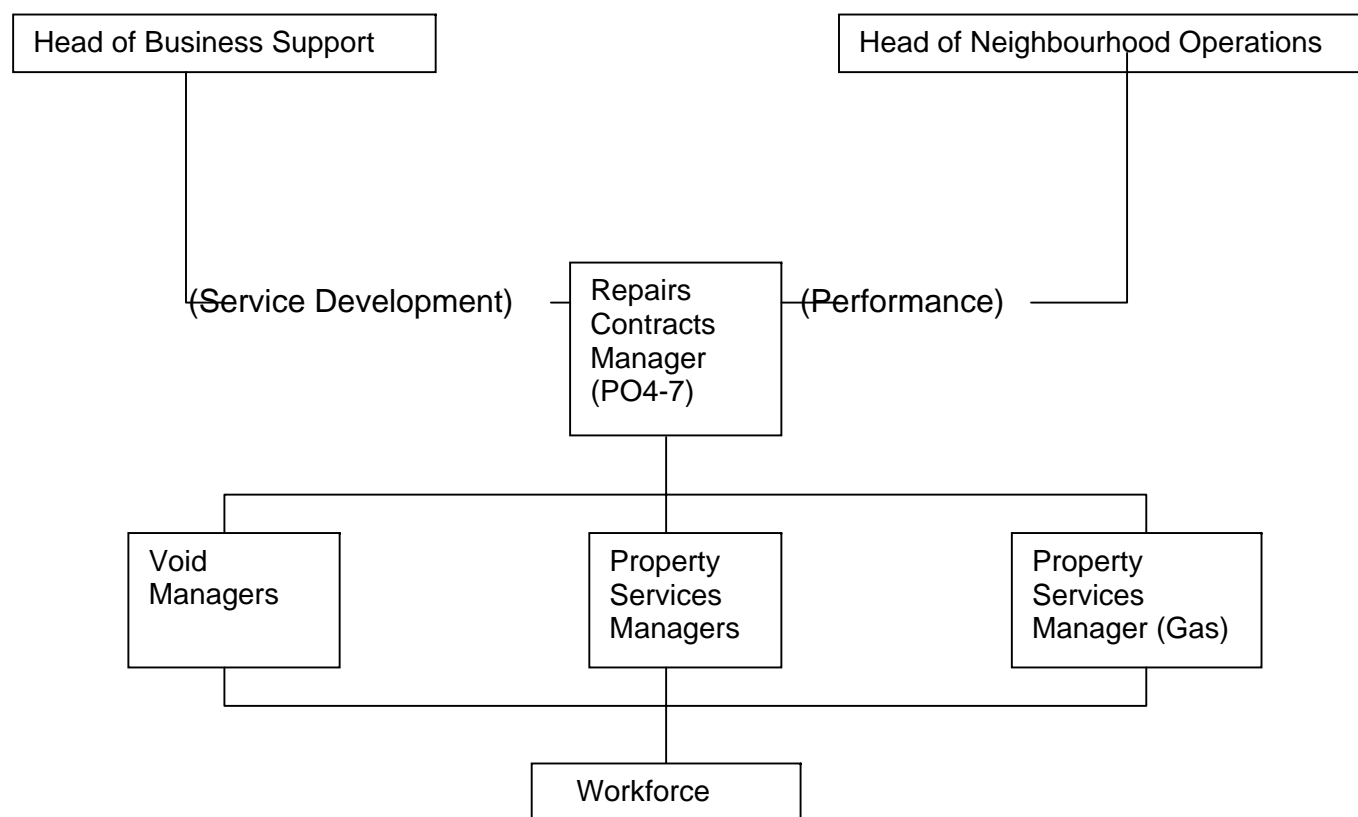 Head of Business Support
Head of Neighbourhood Operations
(Service Development)
Repairs
Contracts
Manager
(PO4-7)
(Performance)
Void
Managers
Property
Services
Managers
Property
Services
Manager (Gas)
Workforce